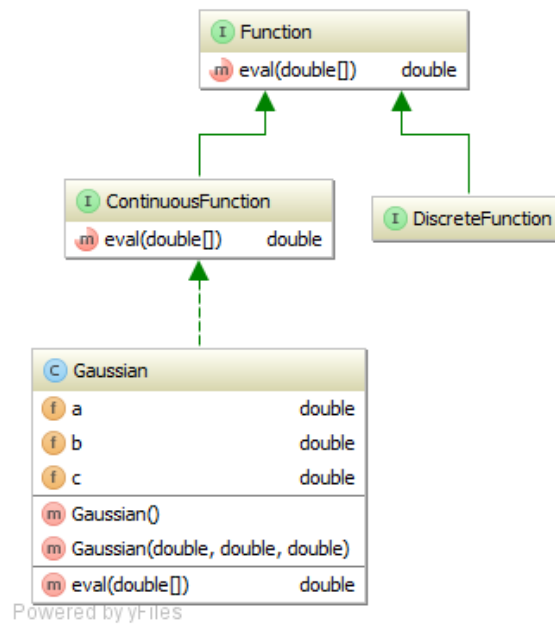 I Function
m eval(double[]) double
I ContinuousFunction
m eval(double[]) double
I DiscreteFunction
C Gaussian
f a double
f b double
f c double
m Gaussian()
m Gaussian(double, double, double)
m eval(double[]) double
Powered by yFiles